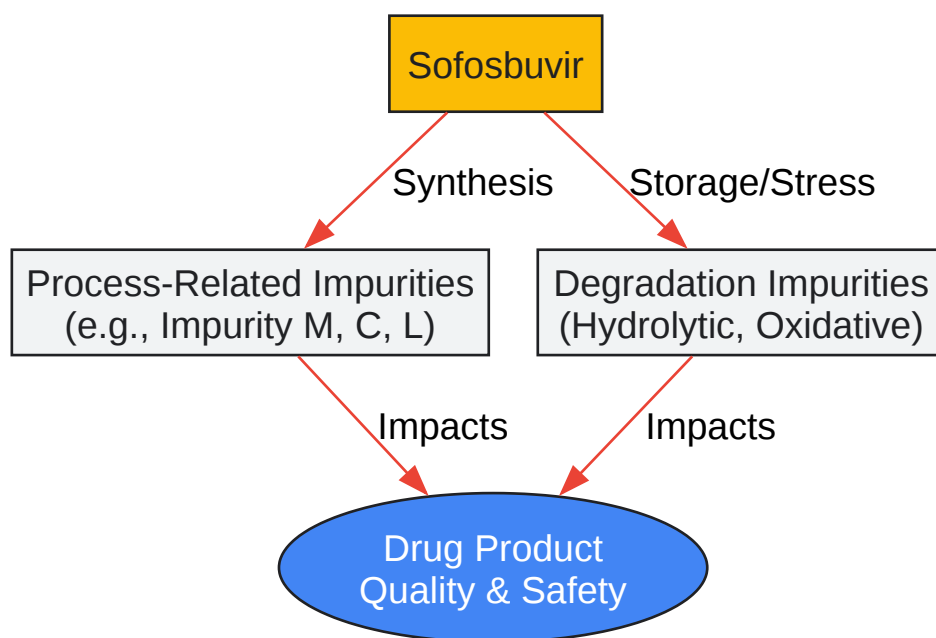 Sofosbuvir
Synthesis
Storage/Stress
Process-Related Impurities
(e.g., Impurity M, C, L)
Degradation Impurities
(Hydrolytic, Oxidative)
Impacts
Impacts
Drug Product
Quality & Safety